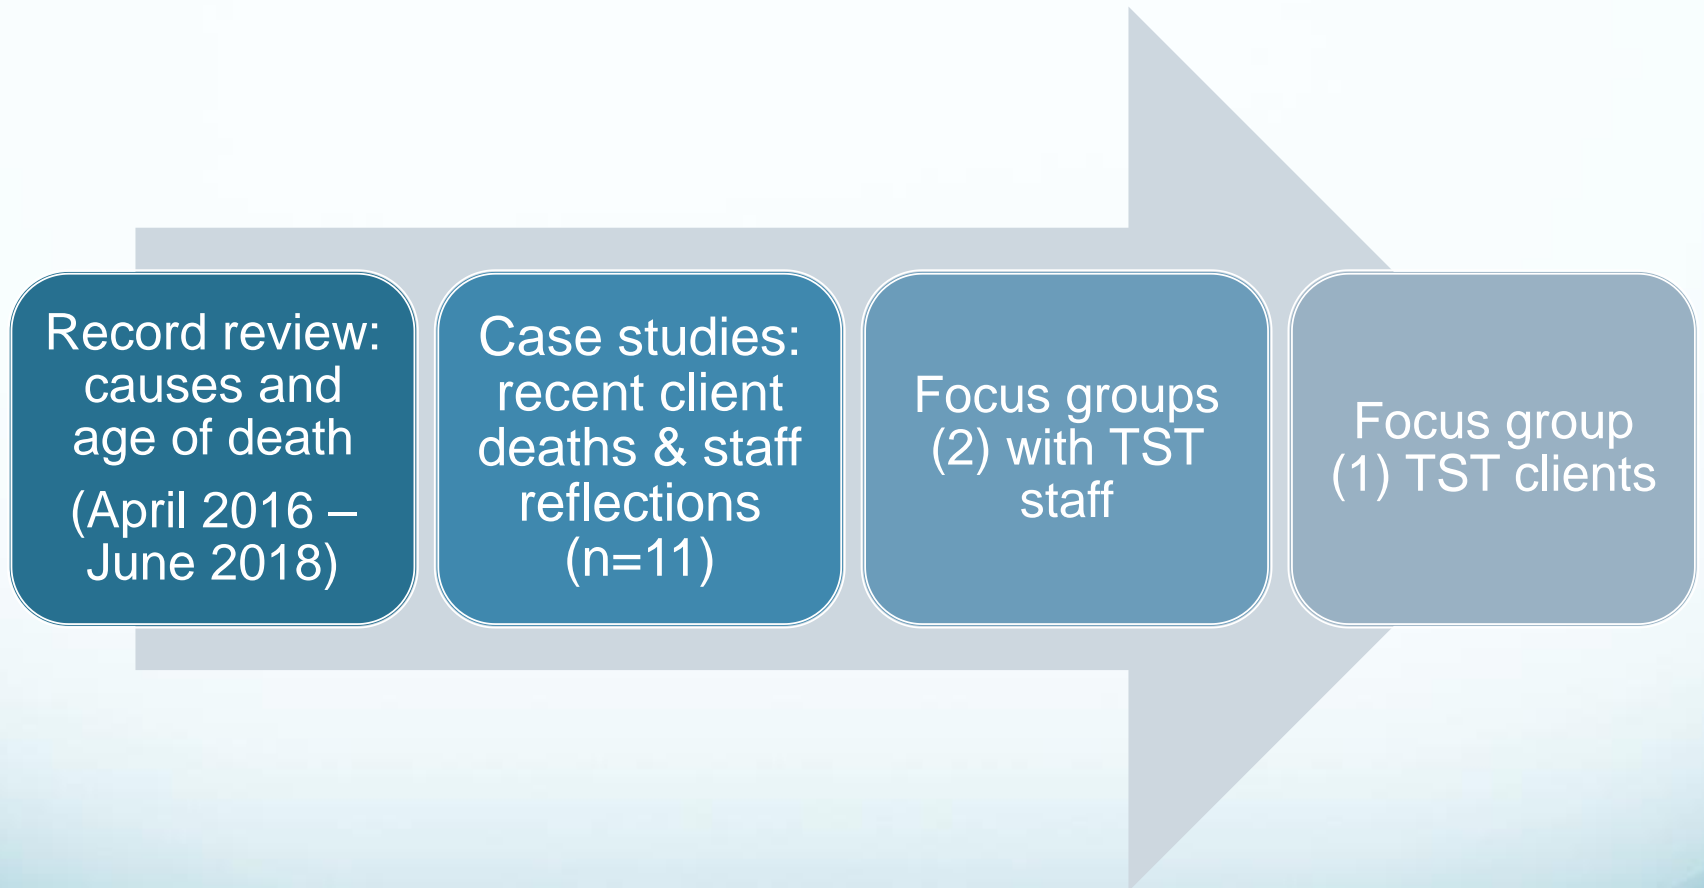 Record review:
causes and
age of death
(April 2016 –
June 2018)
Case studies:
recent client
deaths & staff
reflections
(n=11)
Focus groups
(2) with TST
staff
Focus group
(1) TST clients